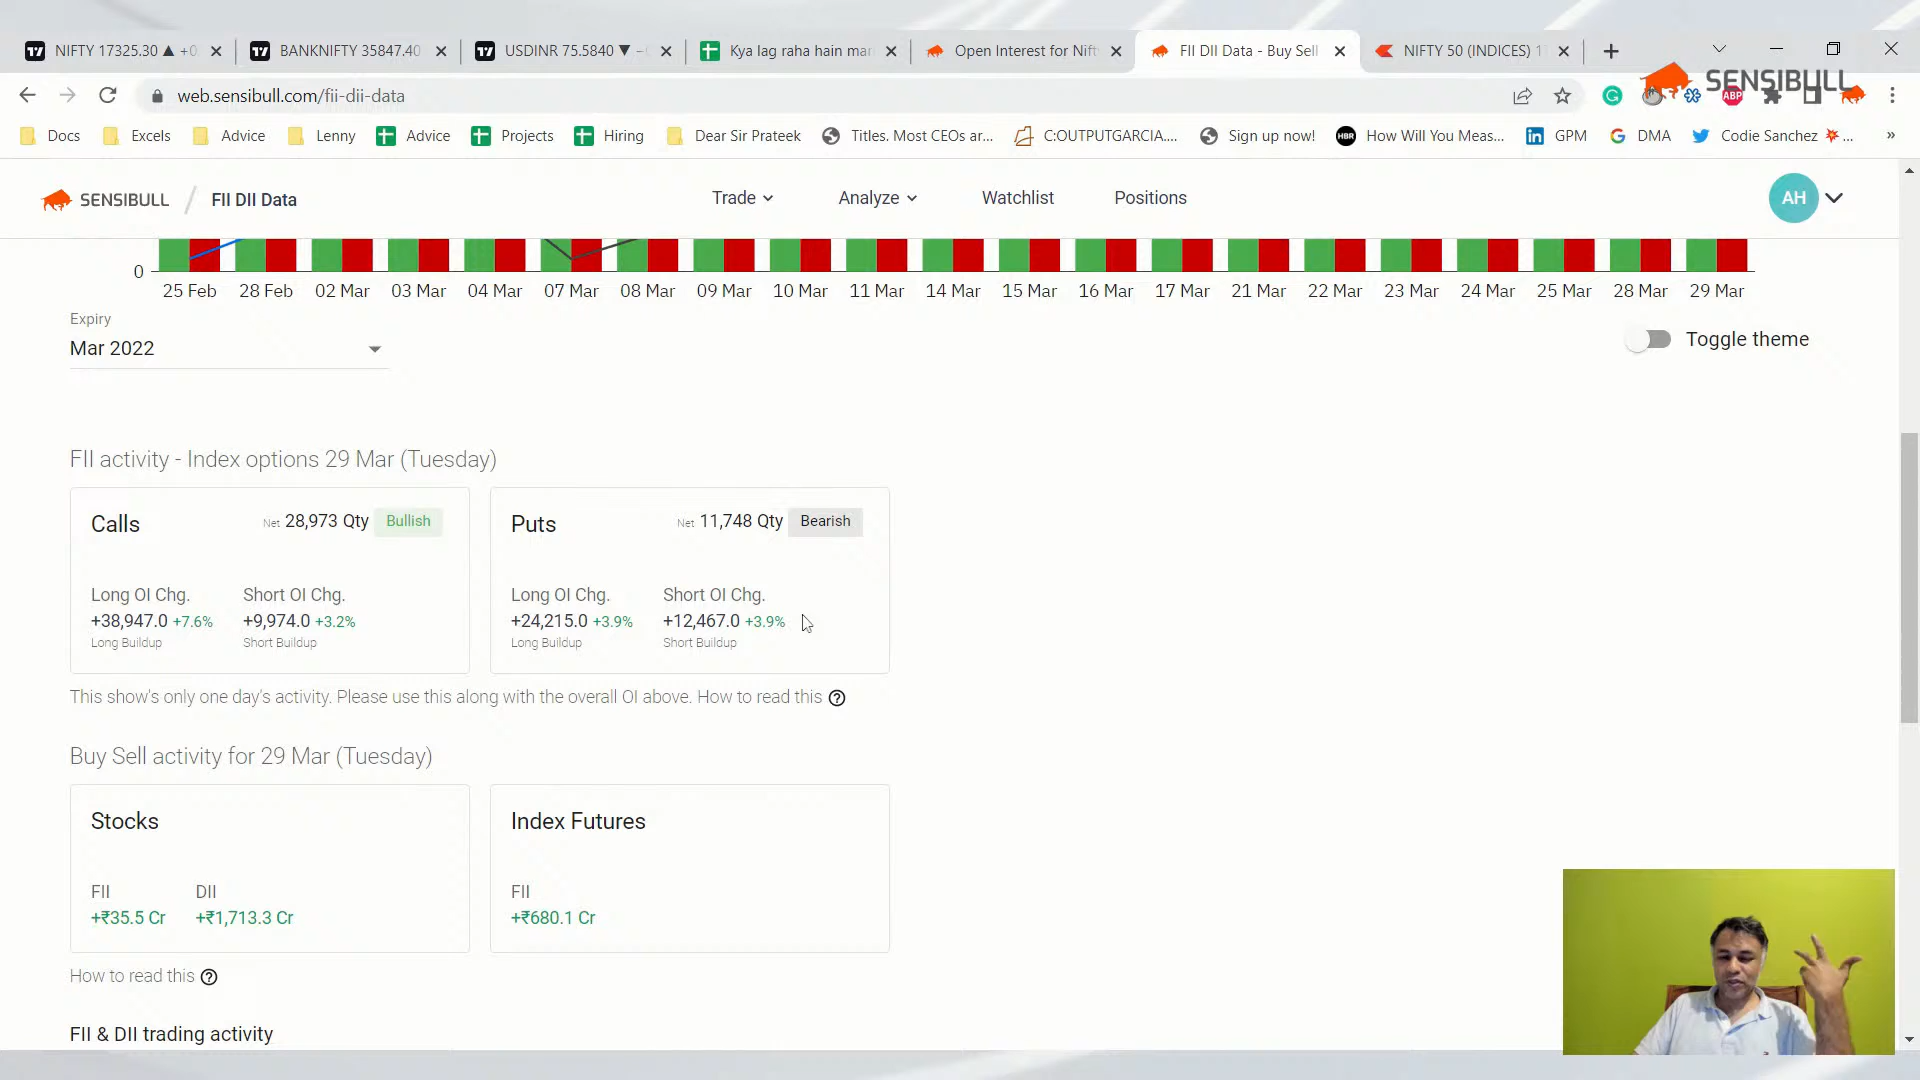 NIFTY 17325.30 ▲ +0
BANKNIFTY 35847.40
USDINR 75.5840 ▼ −
Kya lag raha hain mar
Open Interest for Nift
FII DII Data - Buy Sell
NIFTY 50 (INDICES) 1
SENSIBULL
web.sensibull.com/fii-dii-data
ABP
Docs
Excels
Advice
Lenny
Advice
Projects
Hiring
Dear Sir Prateek
Titles. Most CEOs ar...
C:OUTPUTGARCIA....
Sign up now!
HBR
How Will You Meas...
GPM
DMA
Codie Sanchez
...
»
SENSIBULL / FII DII Data
Trade
Analyze
Watchlist
Positions
AH
0
25 Feb 28 Feb 02 Mar 03 Mar 04 Mar 07 Mar 08 Mar 09 Mar 10 Mar 11 Mar 14 Mar 15 Mar 16 Mar 17 Mar 21 Mar 22 Mar 23 Mar 24 Mar 25 Mar 28 Mar 29 Mar
Expiry
Mar 2022
Toggle theme
FII activity - Index options 29 Mar (Tuesday)
Calls
Net 28,973 Qty Bullish
Long OI Chg. Short OI Chg.
+38,947.0 +7.6% +9,974.0 +3.2%
Long Buildup Short Buildup
Puts
Net 11,748 Qty Bearish
Long OI Chg. Short OI Chg.
+24,215.0 +3.9% +12,467.0 +3.9%
Long Buildup Short Buildup
This show's only one day's activity. Please use this along with the overall OI above. How to read this ?
Buy Sell activity for 29 Mar (Tuesday)
Stocks
FII DII
+₹35.5 Cr +₹1,713.3 Cr
Index Futures
FII
+₹680.1 Cr
How to read this ?
FII & DII trading activity